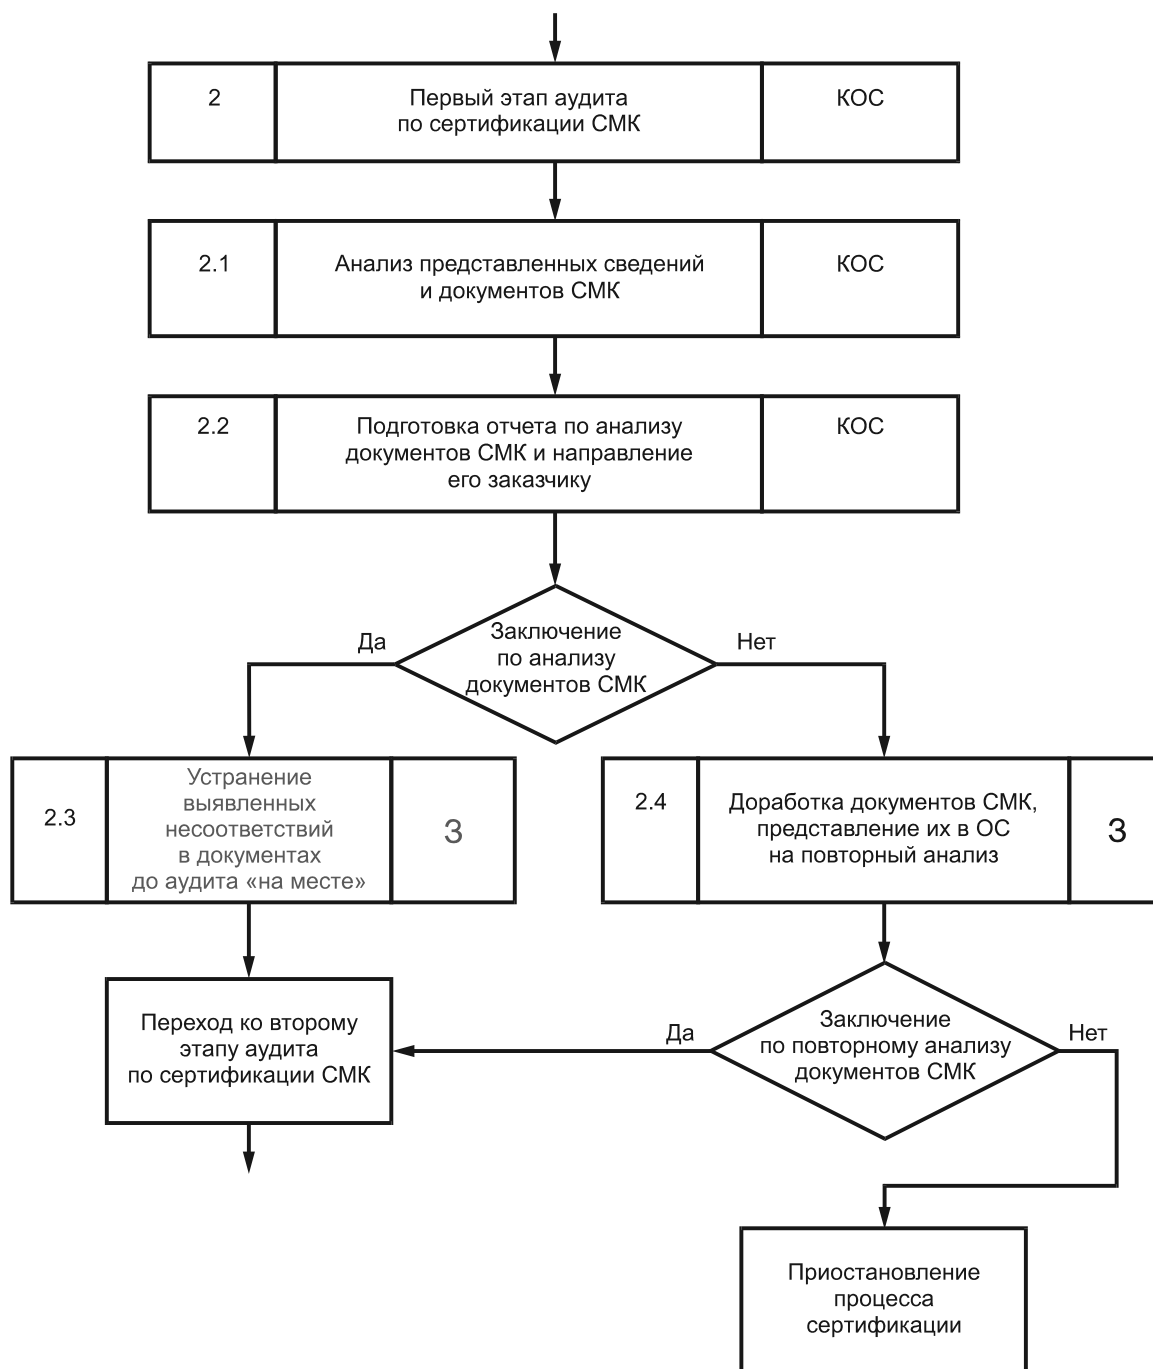 2
Первый этап аудита
по сертификации СМК
КОС
2.1
Анализ представленных сведений
и документов СМК
КОС
2.2
Подготовка отчета по анализу
документов СМК и направление
его заказчику
КОС
Да
Заключение
по анализу
документов СМК
Нет
2.3
Устранение
выявленных
несоответствий
в документах
до аудита «на месте»
З
2.4
Доработка документов СМК,
представление их в ОС
на повторный анализ
З
Переход ко второму
этапу аудита
по сертификации СМК
Да
Заключение
по повторному анализу
документов СМК
Нет
Приостановление
процесса
сертификации